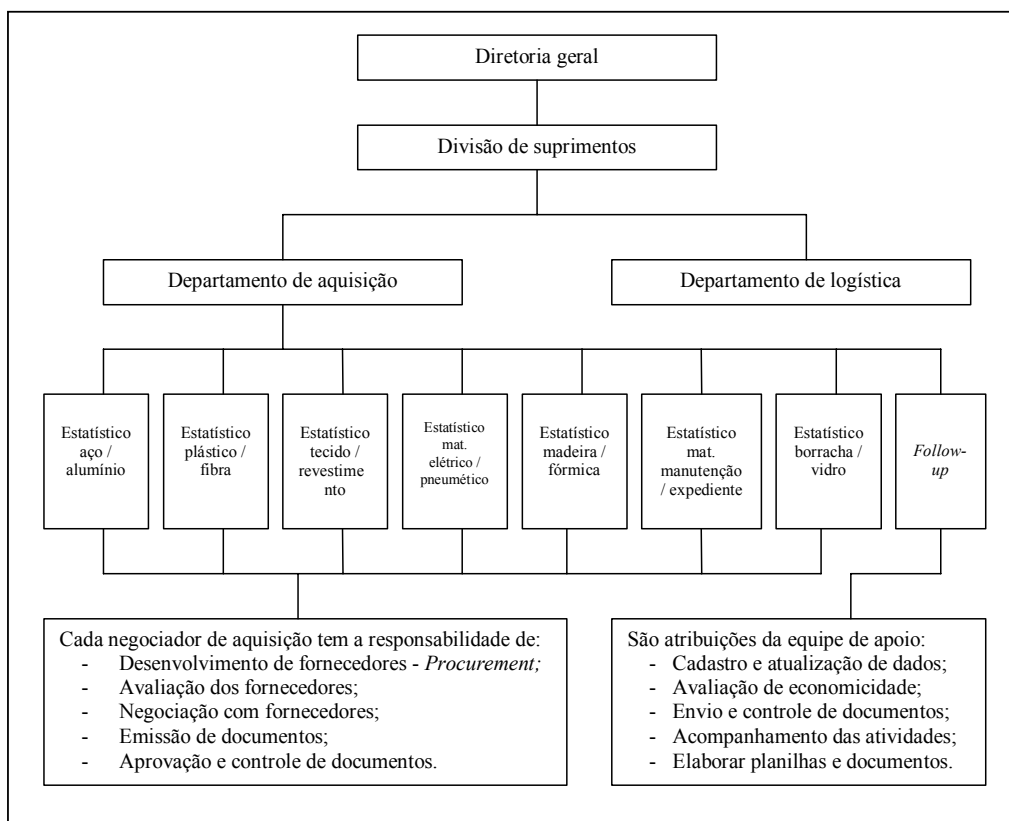 Diretoria geral
Divisão de suprimentos
Departamento de aquisição
Departamento de logística
Estatístico
aço /
alumínio
Estatístico
plástico /
fibra
Estatístico
tecido /
revestime
nto
Estatístico
mat.
elétrico /
pneumético
Estatístico
madeira /
fórmica
Estatístico
mat.
manutenção
/ expediente
Estatístico
borracha /
vidro
Follow-
up
Cada negociador de aquisição tem a responsabilidade de:
- Desenvolvimento de fornecedores - Procurement;
- Avaliação dos fornecedores;
- Negociação com fornecedores;
- Emissão de documentos;
- Aprovação e controle de documentos.
São atribuições da equipe de apoio:
- Cadastro e atualização de dados;
- Avaliação de economicidade;
- Envio e controle de documentos;
- Acompanhamento das atividades;
- Elaborar planilhas e documentos.